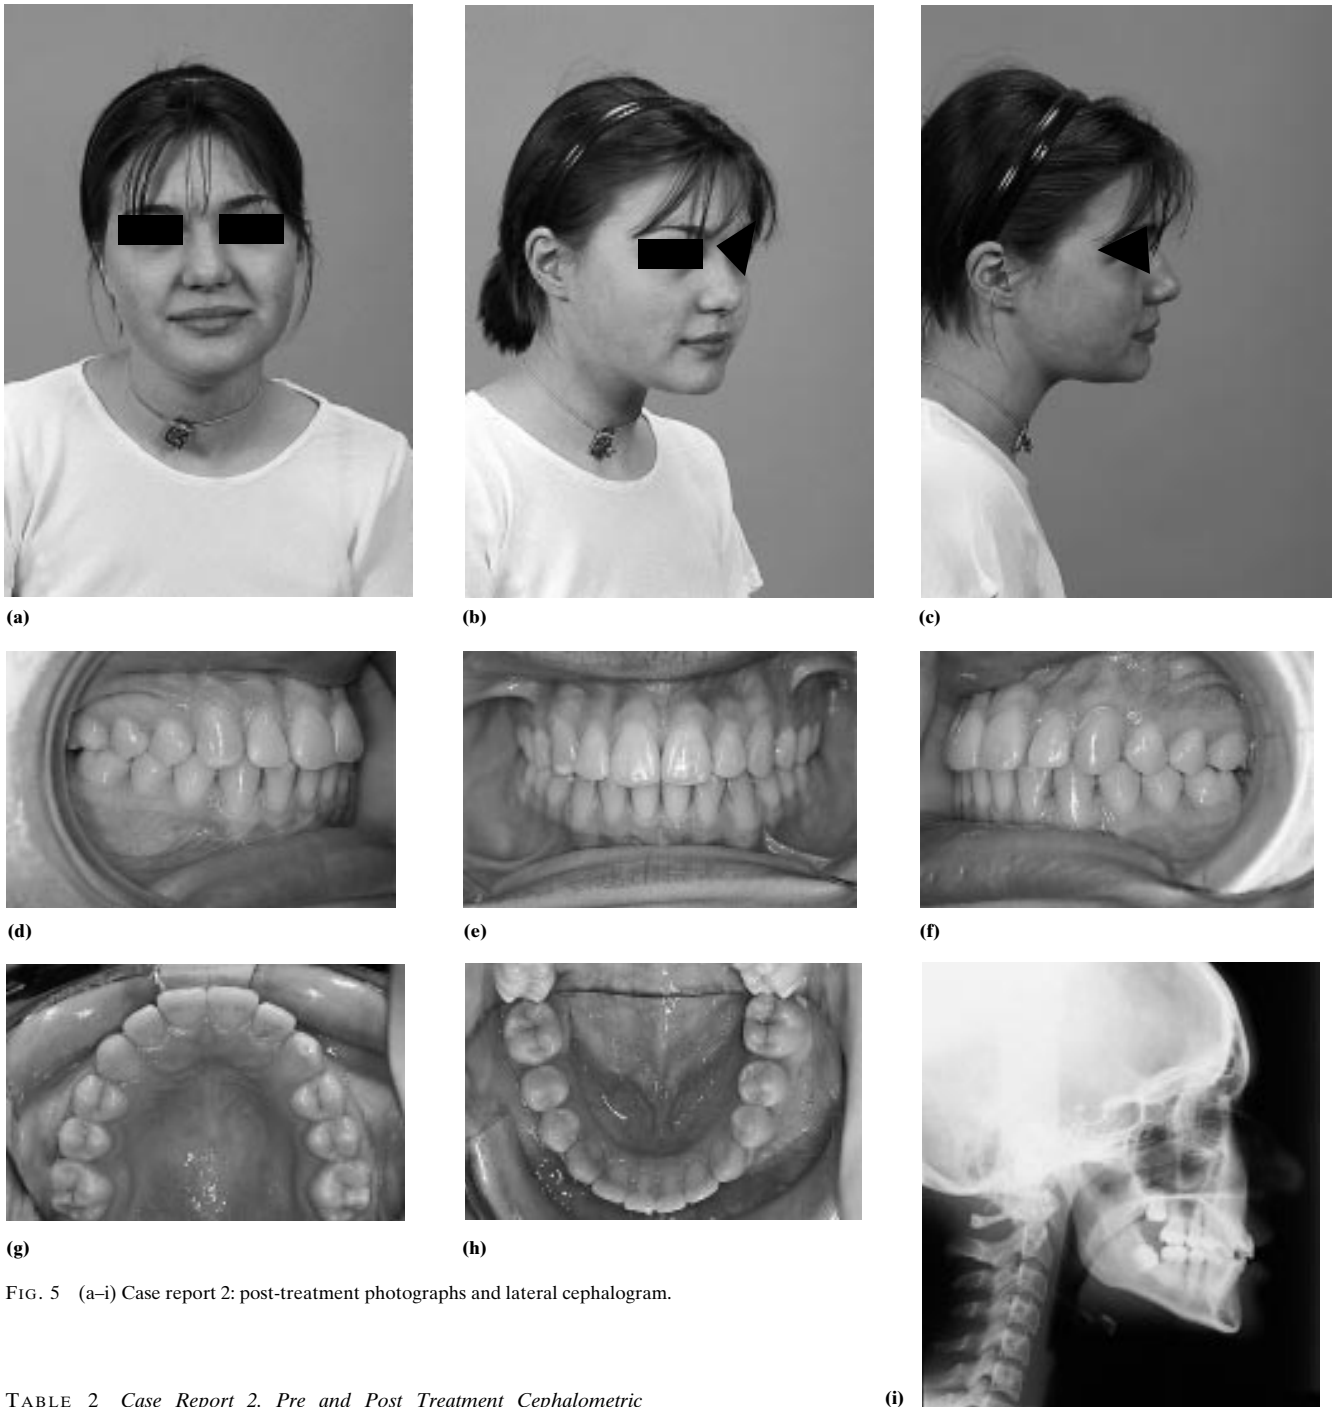 (a)
(b)
(c)
(d)
(e)
(f)
(g)
(h)
FIG. 5 (a–i) Case report 2: post-treatment photographs and lateral cephalogram.
(i)
TABLE 2 Case Report 2. Pre and Post Treatment Cephalometric